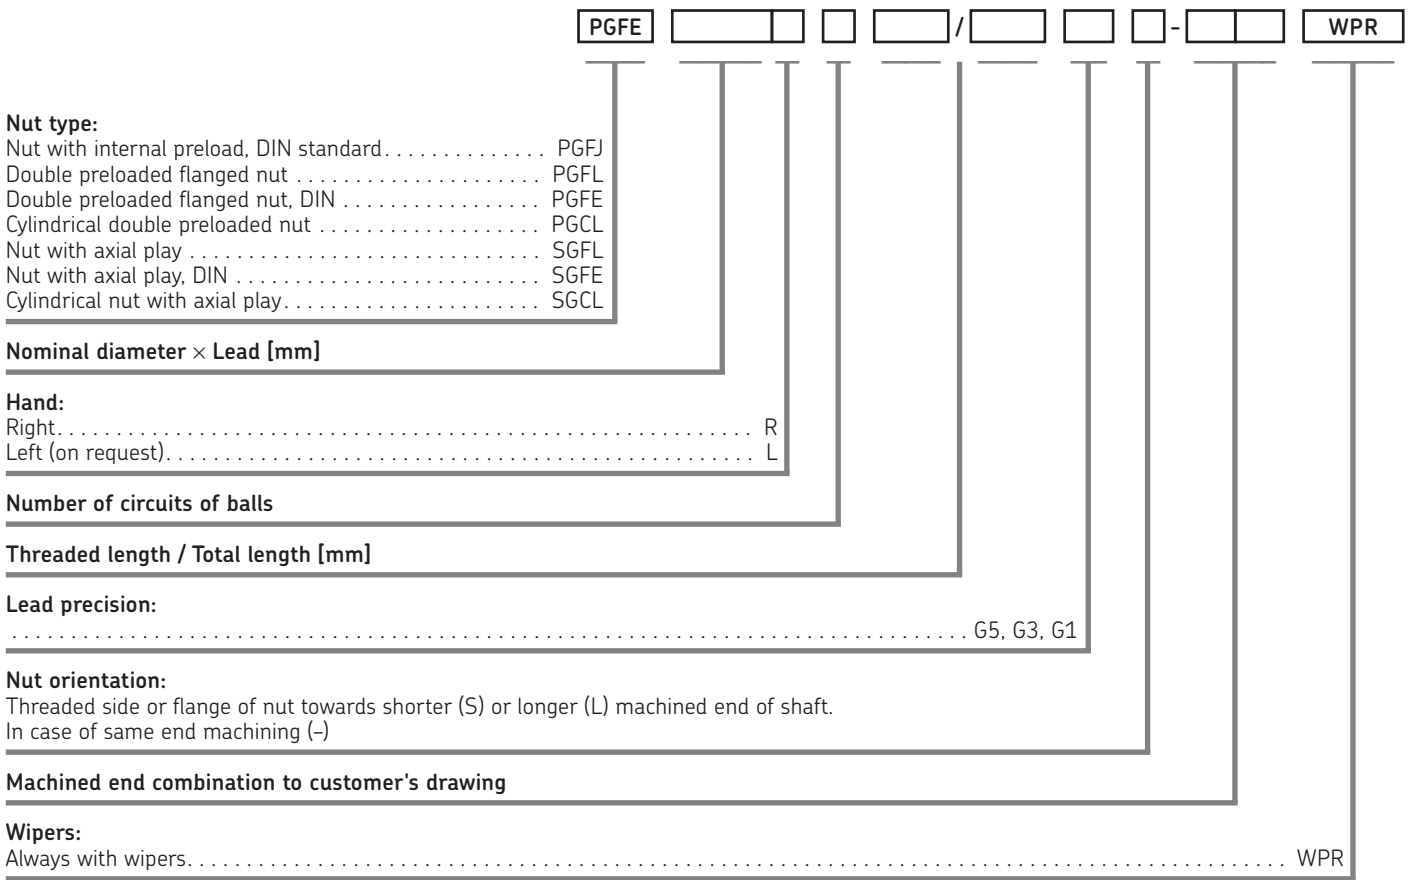 PGFE / - WPR
Nut type:
Nut with internal preload, DIN standard. . . . . . . . . . . . . . PGFJ
Double preloaded flanged nut . . . . . . . . . . . . . . . . . . . . . PGFL
Double preloaded flanged nut, DIN . . . . . . . . . . . . . . . . . PGFE
Cylindrical double preloaded nut . . . . . . . . . . . . . . . . . . . PGCL
Nut with axial play . . . . . . . . . . . . . . . . . . . . . . . . . . . . . . SGFL
Nut with axial play, DIN . . . . . . . . . . . . . . . . . . . . . . . . . . SGFE
Cylindrical nut with axial play. . . . . . . . . . . . . . . . . . . . . . SGCL
Nominal diameter × Lead [mm]
Hand:
Right. . . . . . . . . . . . . . . . . . . . . . . . . . . . . . . . . . . . . . . . . . . . . . . . . . . . . . . . . . . R
Left (on request). . . . . . . . . . . . . . . . . . . . . . . . . . . . . . . . . . . . . . . . . . . . . . . . . . L
Number of circuits of balls
Threaded length / Total length [mm]
Lead precision:
. . . . . . . . . . . . . . . . . . . . . . . . . . . . . . . . . . . . . . . . . . . . . . . . . . . . . . . . . . . . . . . . . . . . . . . . . . . . . . . . . G5, G3, G1
Nut orientation:
Threaded side or flange of nut towards shorter (S) or longer (L) machined end of shaft.
In case of same end machining (–)
Machined end combination to customer's drawing
Wipers:
Always with wipers. . . . . . . . . . . . . . . . . . . . . . . . . . . . . . . . . . . . . . . . . . . . . . . . . . . . . . . . . . . . . . . . . . . . . . . . . . . . . . . . . . . . . . . . . . . . . WPR